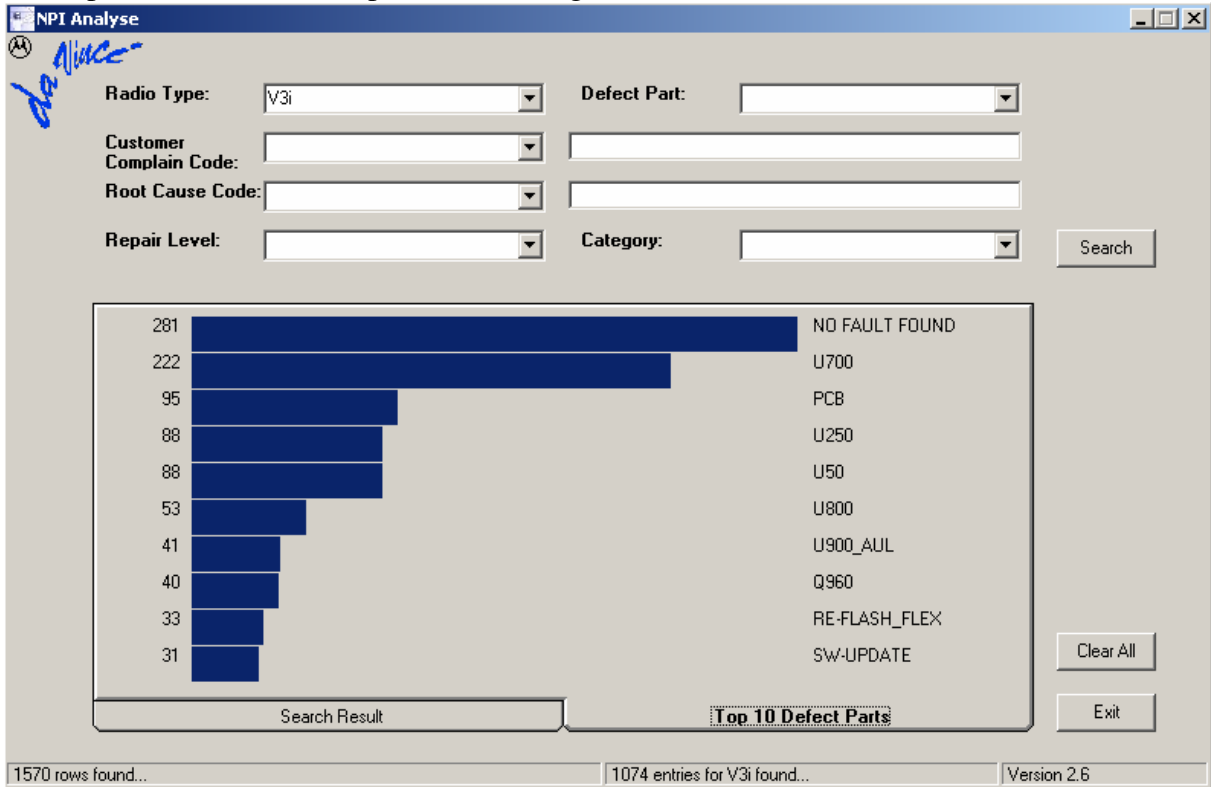 NPI Analyse
da Vince
Radio Type: V3i Defect Part:
Customer
Complain Code:
Root Cause Code:
Repair Level: Category: Search
281 NO FAULT FOUND
222 U700
95 PCB
88 U250
88 U50
53 U800
41 U900_AUL
40 Q960
33 RE-FLASH_FLEX
31 SW-UPDATE
Clear All
Search Result Top 10 Defect Parts Exit
1570 rows found... 1074 entries for V3i found... Version 2.6